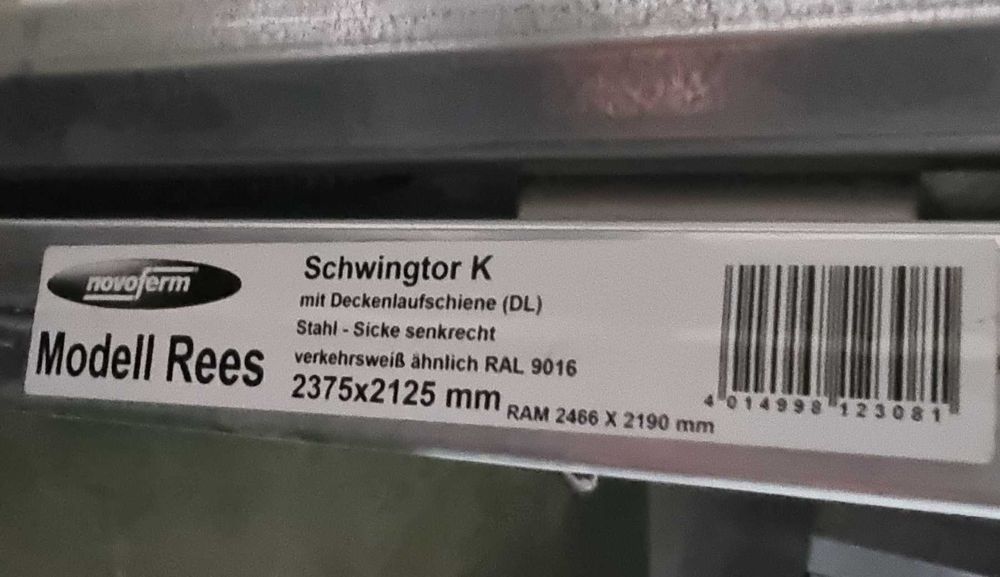 novoferm
Modell Rees
Schwingtor K
mit Deckenlaufschiene (DL)
Stahl - Sicke senkrecht
verkehrsweiß ähnlich RAL 9016
2375x2125 mm
RAM 2466 X 2190 mm
4 014998 123081